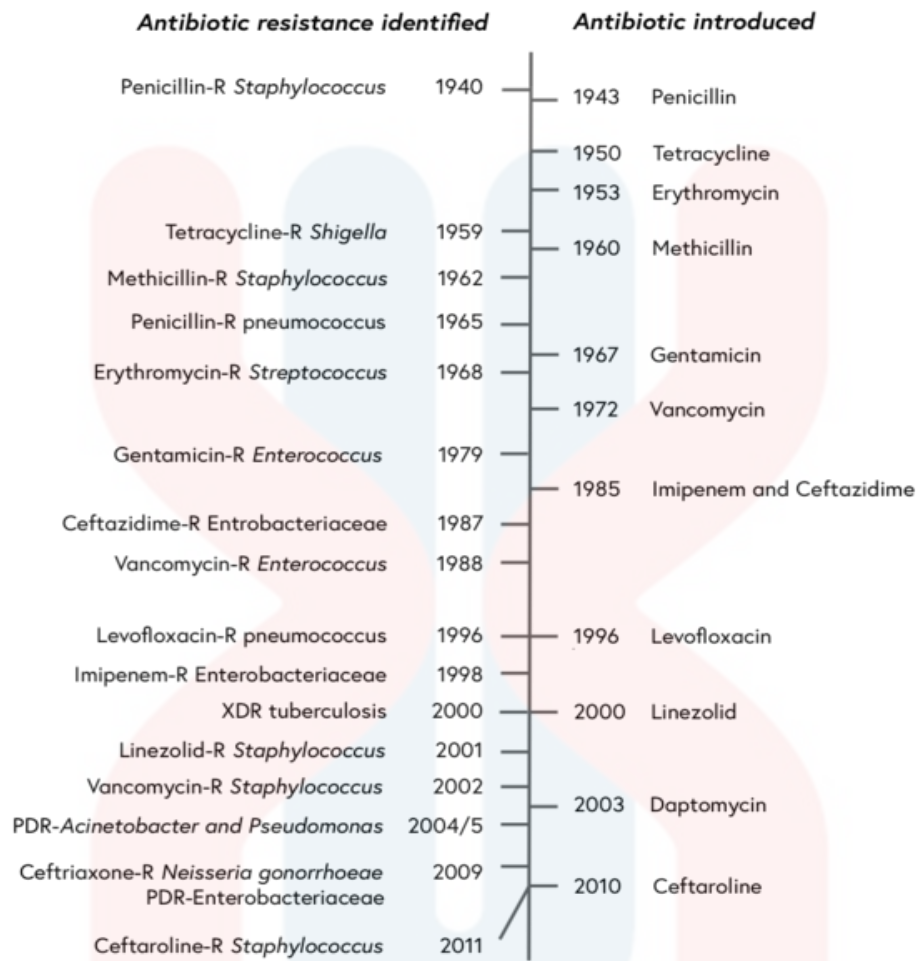 Antibiotic resistance identified Antibiotic introduced
Penicillin-R Staphylococcus 1940
1943 Penicillin
1950 Tetracycline
1953 Erythromycin
Tetracycline-R Shigella 1959
1960 Methicillin
Methicillin-R Staphylococcus 1962
Penicillin-R pneumococcus 1965
1967 Gentamicin
Erythromycin-R Streptococcus 1968
1972 Vancomycin
Gentamicin-R Enterococcus 1979
1985 Imipenem and Ceftazidime
Ceftazidime-R Entrobacteriaceae 1987
Vancomycin-R Enterococcus 1988
Levofloxacin-R pneumococcus 1996 1996 Levofloxacin
Imipenem-R Enterobacteriaceae 1998
XDR tuberculosis 2000 2000 Linezolid
Linezolid-R Staphylococcus 2001
Vancomycin-R Staphylococcus 2002
2003 Daptomycin
PDR-Acinetobacter and Pseudomonas 2004/5
Ceftriaxone-R Neisseria gonorrhoeae 2009
PDR-Enterobacteriaceae
2010 Ceftaroline
Ceftaroline-R Staphylococcus 2011